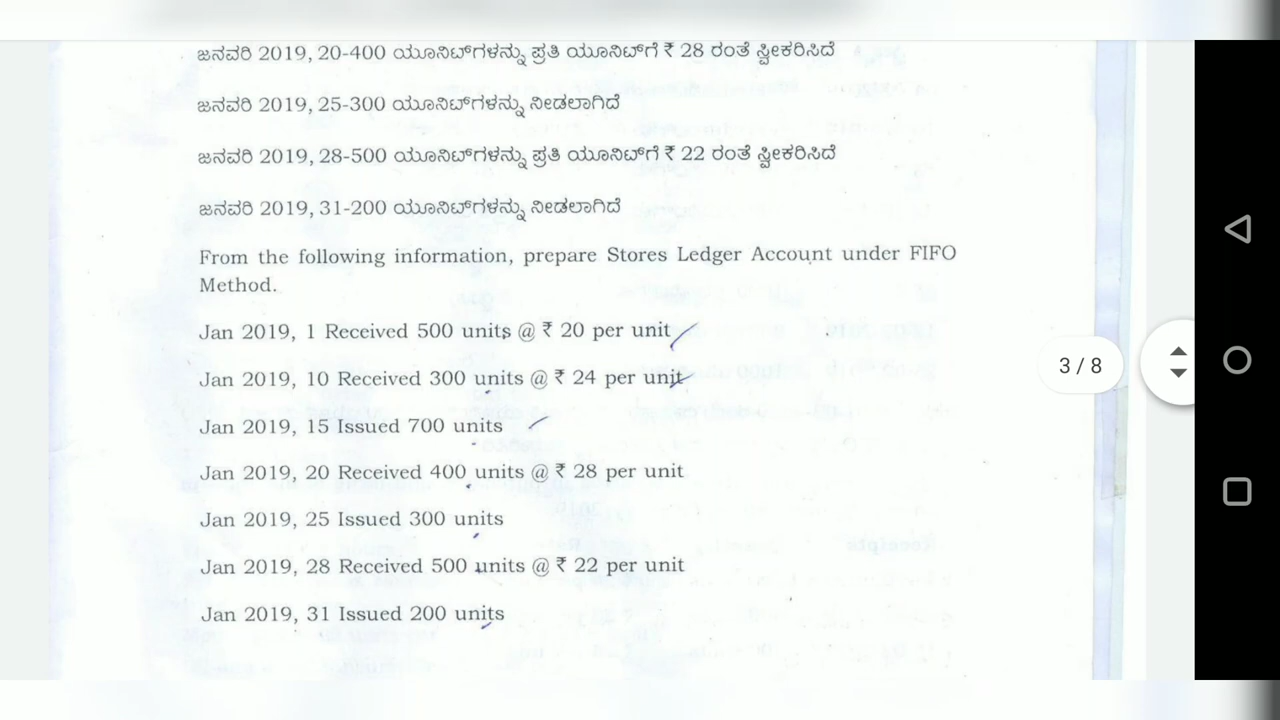 ಜನವರಿ 2019, 20-400 ಯೂನಿಟ್‌ಗಳನ್ನು ಪ್ರತಿ ಯೂನಿಟ್‌ಗೆ ₹ 28 ರಂತೆ ಸ್ವೀಕರಿಸಿದೆ
ಜನವರಿ 2019, 25-300 ಯೂನಿಟ್‌ಗಳನ್ನು ನೀಡಲಾಗಿದೆ
ಜನವರಿ 2019, 28-500 ಯೂನಿಟ್‌ಗಳನ್ನು ಪ್ರತಿ ಯೂನಿಟ್‌ಗೆ ₹ 22 ರಂತೆ ಸ್ವೀಕರಿಸಿದೆ
ಜನವರಿ 2019, 31-200 ಯೂನಿಟ್‌ಗಳನ್ನು ನೀಡಲಾಗಿದೆ
From the following information, prepare Stores Ledger Account under FIFO
Method.
Jan 2019, 1 Received 500 units @ ₹ 20 per unit
Jan 2019, 10 Received 300 units @ ₹ 24 per unit
Jan 2019, 15 Issued 700 units
Jan 2019, 20 Received 400 units @ ₹ 28 per unit
Jan 2019, 25 Issued 300 units
Jan 2019, 28 Received 500 units @ ₹ 22 per unit
Jan 2019, 31 Issued 200 units
3 / 8